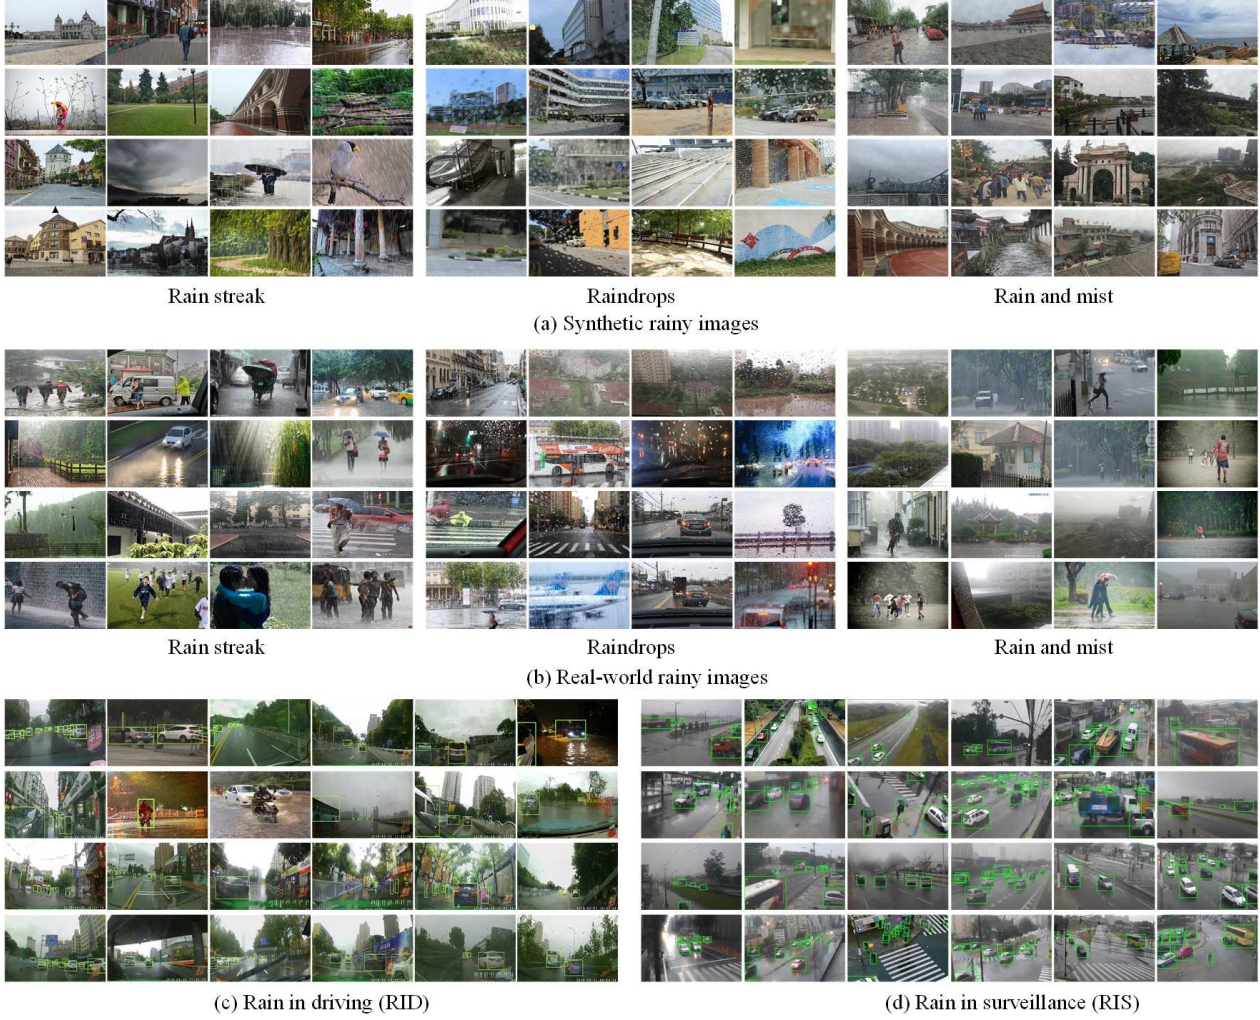 Rain streak
Raindrops
Rain and mist
(a) Synthetic rainy images
Rain streak
Raindrops
Rain and mist
(b) Real-world rainy images
(c) Rain in driving (RID)
(d) Rain in surveillance (RIS)